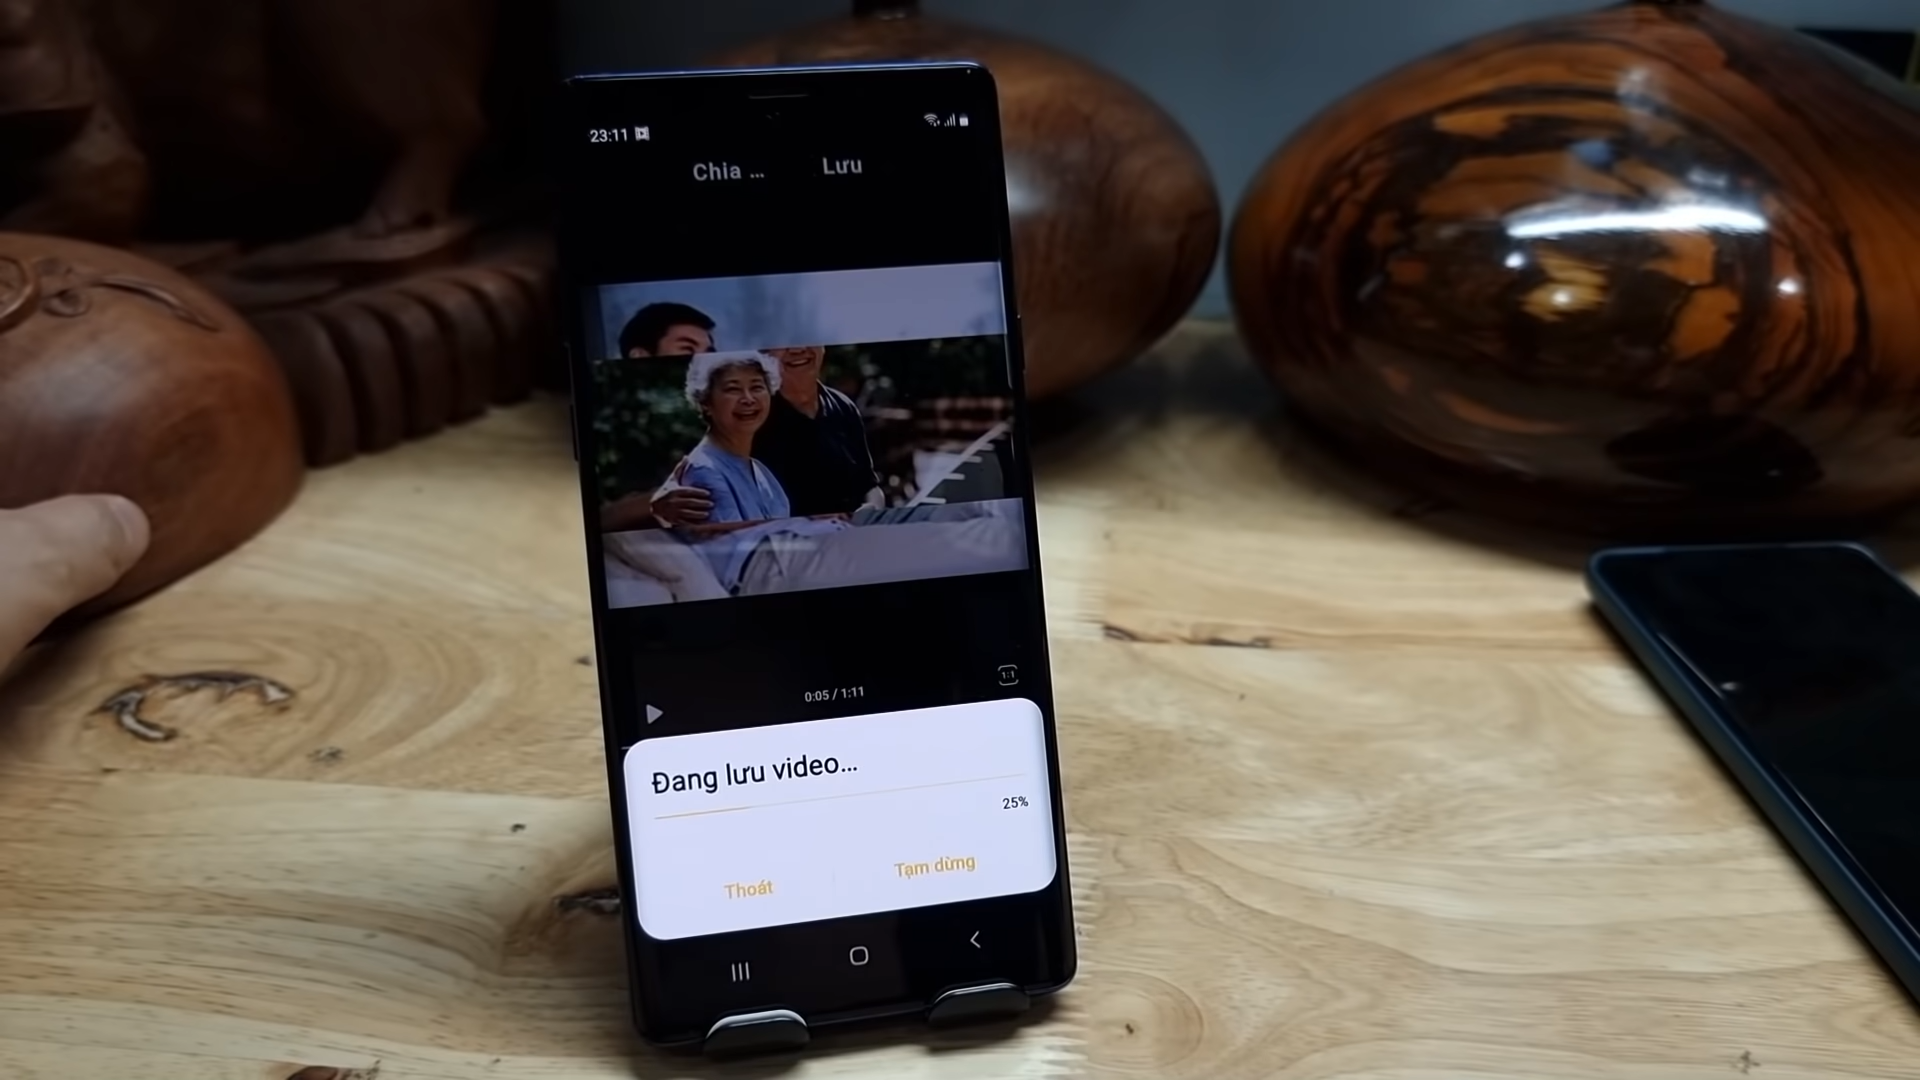 23:11
Chia ... Lưu
0:05 / 1:11
1:1
Đang lưu video...
25%
Thoát Tạm dừng